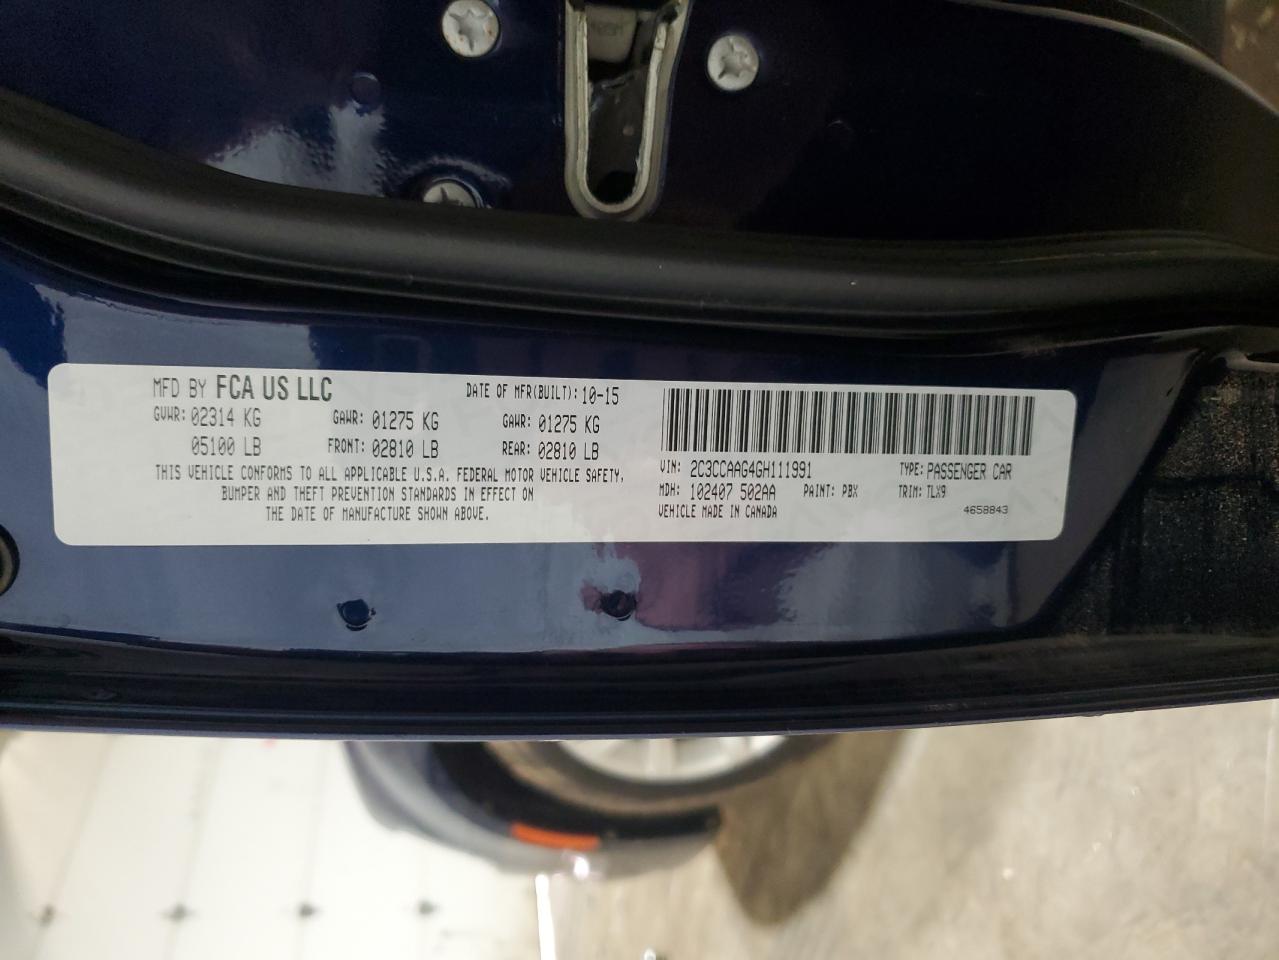 MFD BY FCA US LLC DATE OF MFR(BUILT): 10-15
GVWR: 02314 KG GAWR: 01275 KG GAWR: 01275 KG
05100 LB FRONT: 02810 LB REAR: 02810 LB
THIS VEHICLE CONFORMS TO ALL APPLICABLE U.S.A. FEDERAL MOTOR VEHICLE SAFETY,
BUMPER AND THEFT PREVENTION STANDARDS IN EFFECT ON
THE DATE OF MANUFACTURE SHOWN ABOVE.
VIN: 2C3CCAAG4GH111991 TYPE: PASSENGER CAR
MDH: 102407 502AA PAINT: PBX TRIM: TLX9
VEHICLE MADE IN CANADA 4658843